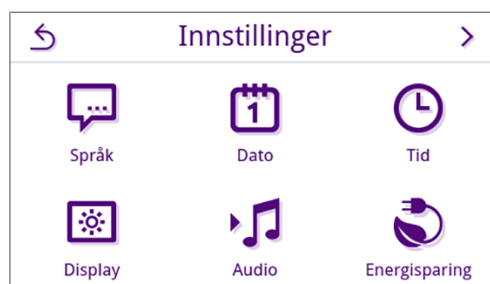 Innstillinger
1
Språk
Dato
Tid
Display
Audio
Energisparing